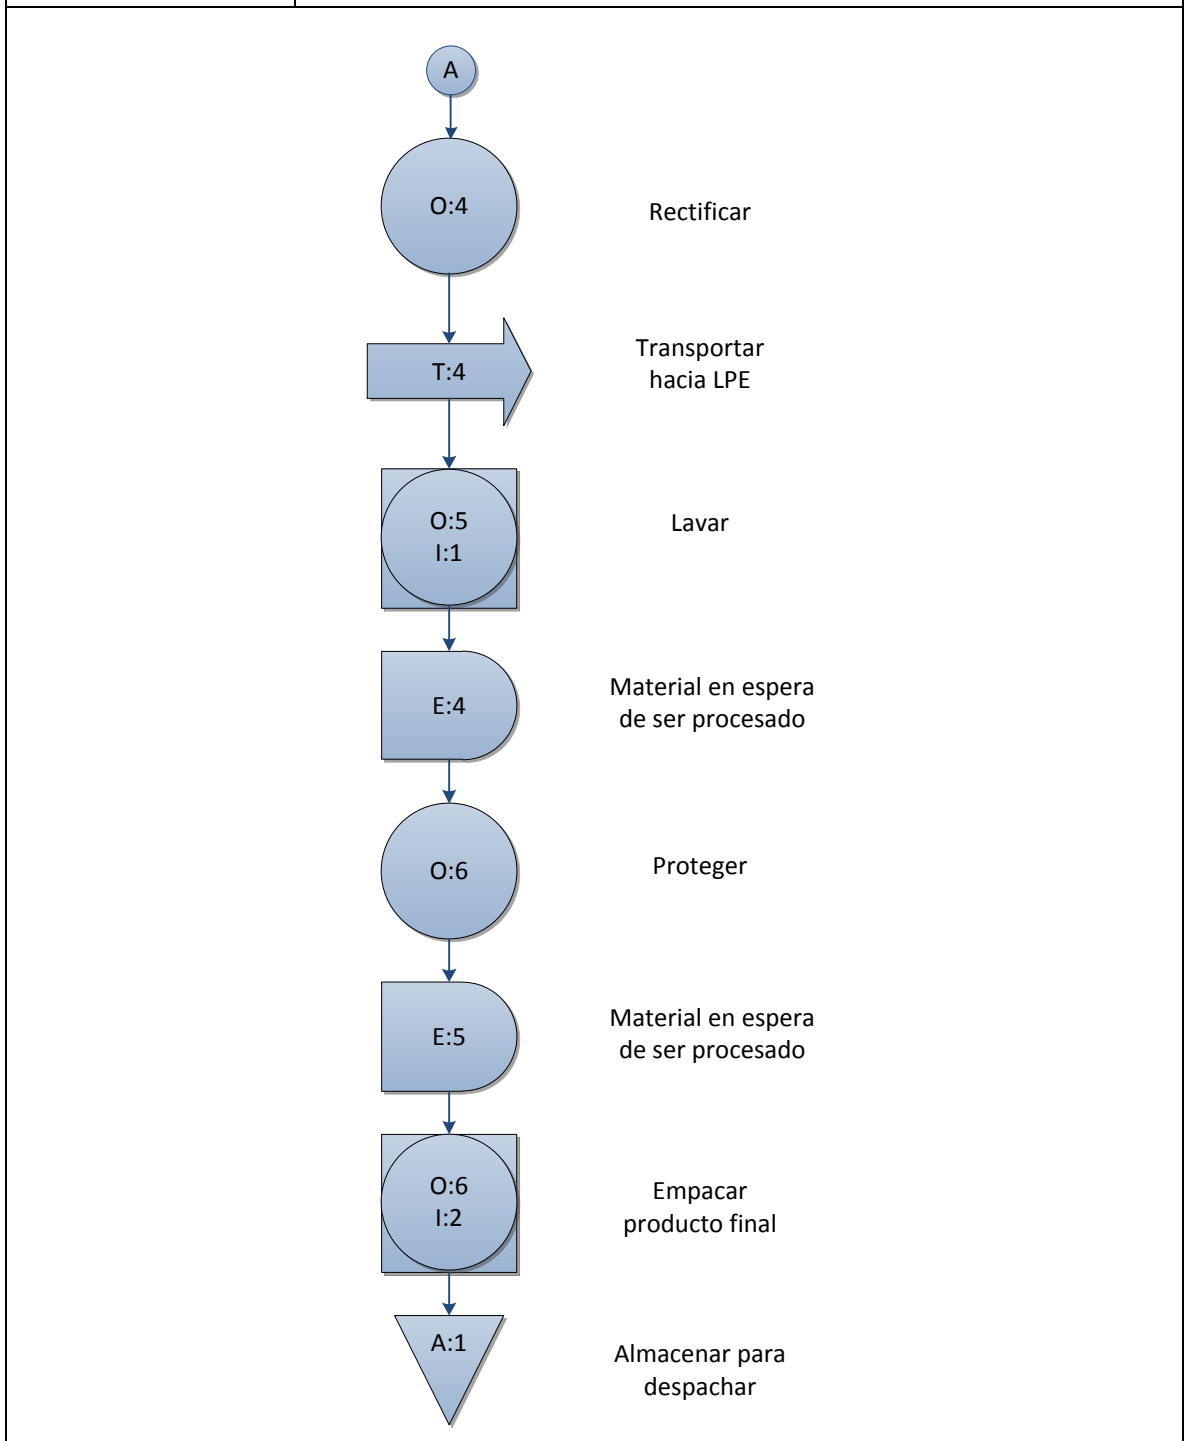 A
O:4
Rectificar
T:4
Transportar
hacia LPE
O:5
I:1
Lavar
E:4
Material en espera
de ser procesado
O:6
Proteger
E:5
Material en espera
de ser procesado
O:6
I:2
Empacar
producto final
A:1
Almacenar para
despachar